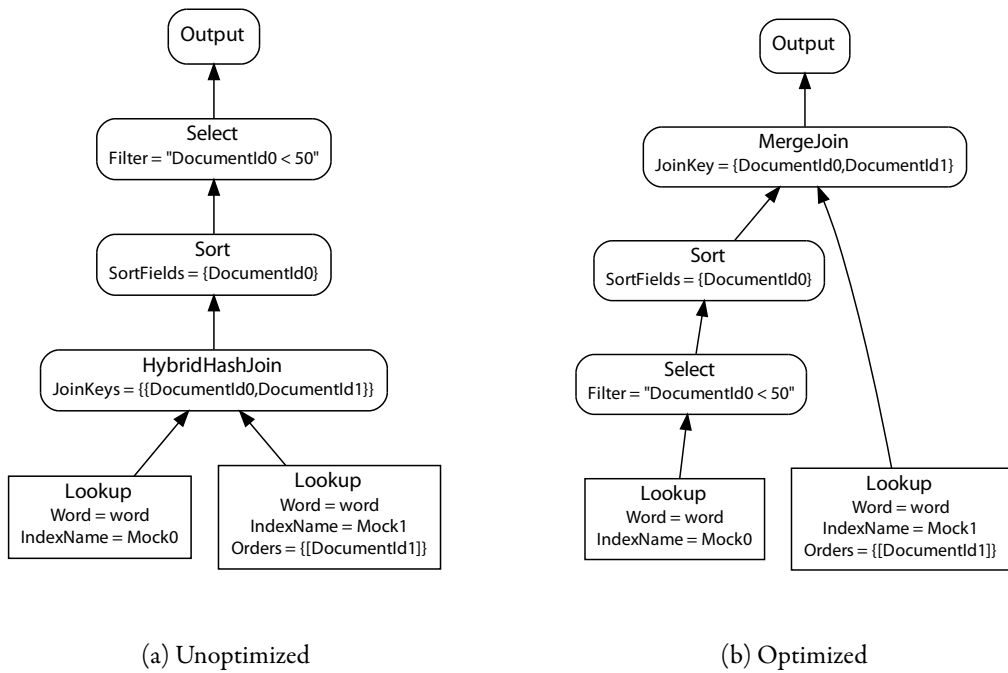 Output
Select
Filter = "DocumentId0 < 50"
Sort
SortFields = {DocumentId0}
HybridHashJoin
JoinKeys = {{DocumentId0,DocumentId1}}
Lookup
Word = word
IndexName = Mock0
Lookup
Word = word
IndexName = Mock1
Orders = {[DocumentId1]}
(a) Unoptimized
Output
MergeJoin
JoinKey = {DocumentId0,DocumentId1}
Sort
SortFields = {DocumentId0}
Select
Filter = "DocumentId0 < 50"
Lookup
Word = word
IndexName = Mock0
Lookup
Word = word
IndexName = Mock1
Orders = {[DocumentId1]}
(b) Optimized